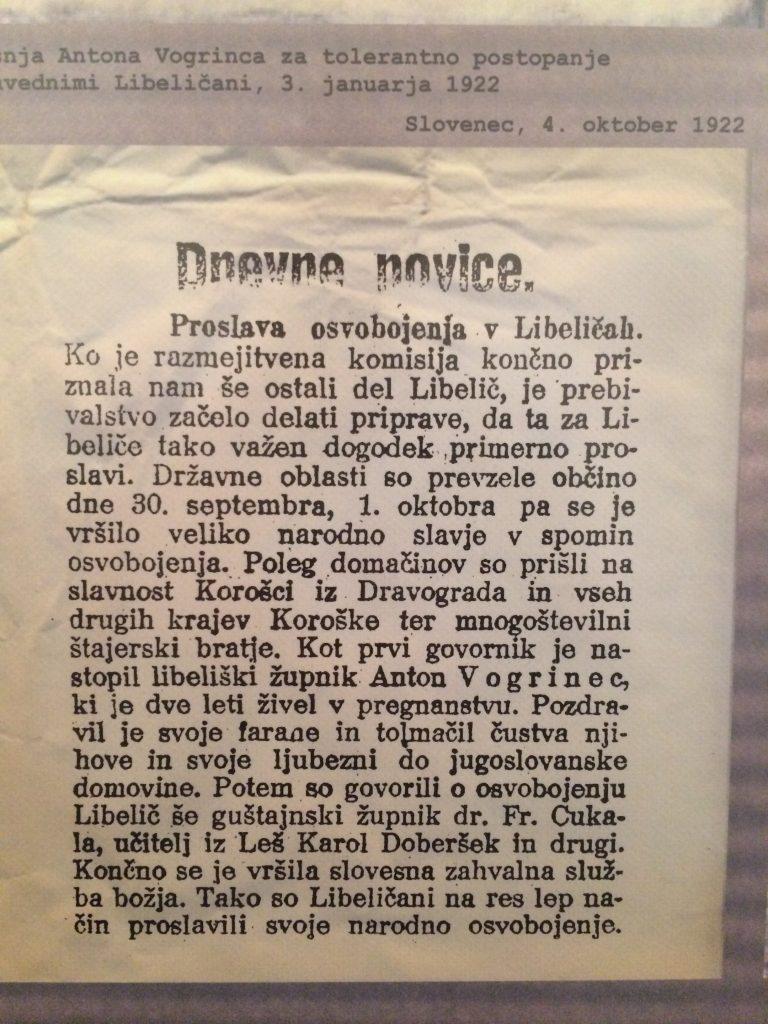 snja Antona Vogrinca za tolerantno postopanje
avednimi Libeličani, 3. januarja 1922
Slovenec, 4. oktober 1922
Dnevne novice.
Proslava osvobojenja v Libeličah.
Ko je razmejitvena komisija končno pri-
znala nam še ostali del Libelič, je prebi-
valstvo začelo delati priprave, da ta za Li-
beliče tako važen dogodek primerno pro-
slavi. Državne oblasti so prevzele občino
dne 30. septembra, 1. oktobra pa se je
vršilo veliko narodno slavje v spomin
osvobojenja. Poleg domačinov so prišli na
slavnost Korošci iz Dravograda in vseh
drugih krajev Koroške ter mnogoštevilni
štajerski bratje. Kot prvi govornik je na-
stopil libeliški župnik Anton Vogrinec,
ki je dve leti živel v pregnanstvu. Pozdra-
vil je svoje farane in tolmačil čustva nji-
hove in svoje ljubezni do jugoslovanske
domovine. Potem so govorili o osvobojenju
Libelič še guštajnski župnik dr. Fr. Cuka-
la, učitelj iz Leš Karol Doberšek in drugi.
Končno se je vršila slovesna zahvalna služ-
ba božja. Tako so Libeličani na res lep na-
čin proslavili svoje narodno osvobojenje.